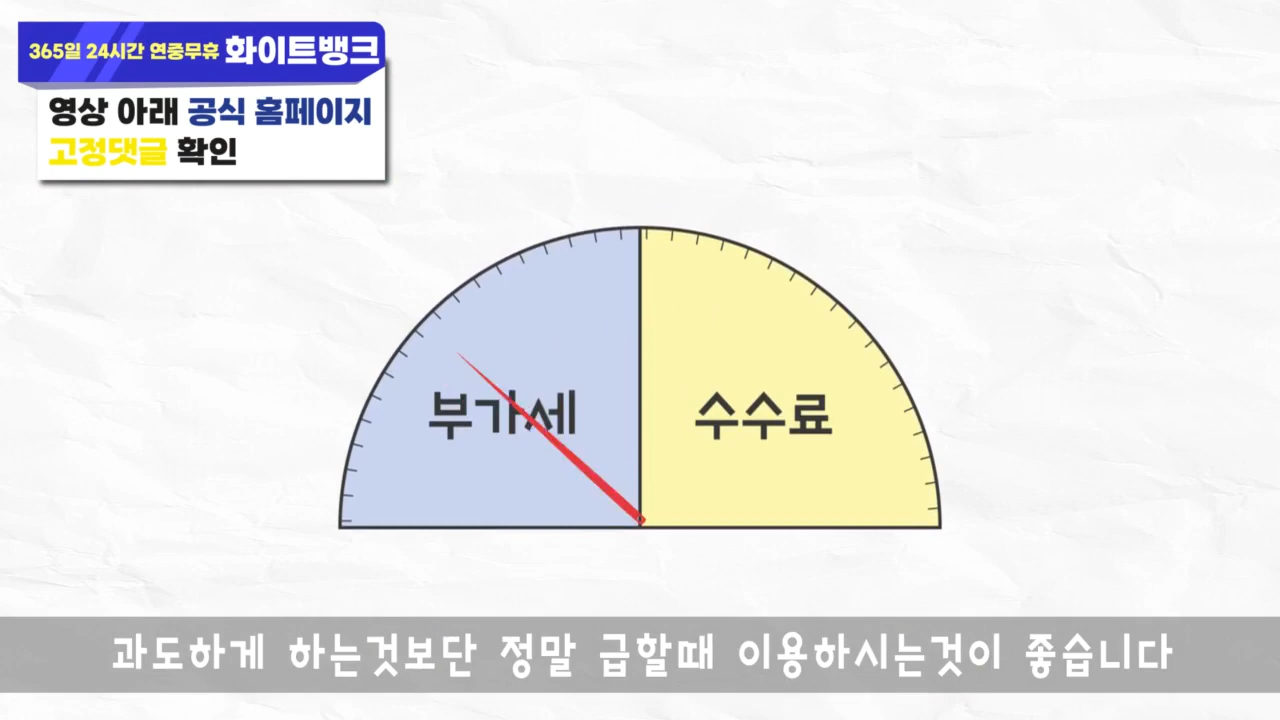 365일 24시간 연중무휴 화이트뱅크
영상 아래 공식 홈페이지
고정댓글 확인
부가세
수수료
과도하게 하는것보단 정말 급할때 이용하시는것이 좋습니다